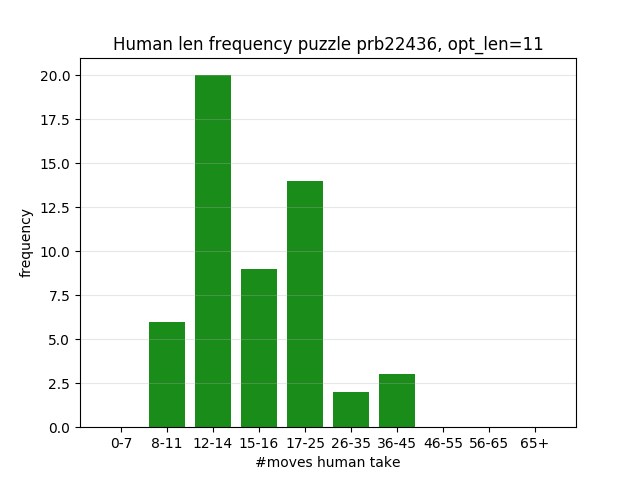 Human len frequency puzzle prb22436, opt_len=11
20.0
17.5
15.0
12.5
10.0
7.5
5.0
2.5
0.0
frequency
0-7 8-11 12-14 15-16 17-25 26-35 36-45 46-55 56-65 65+
#moves human take